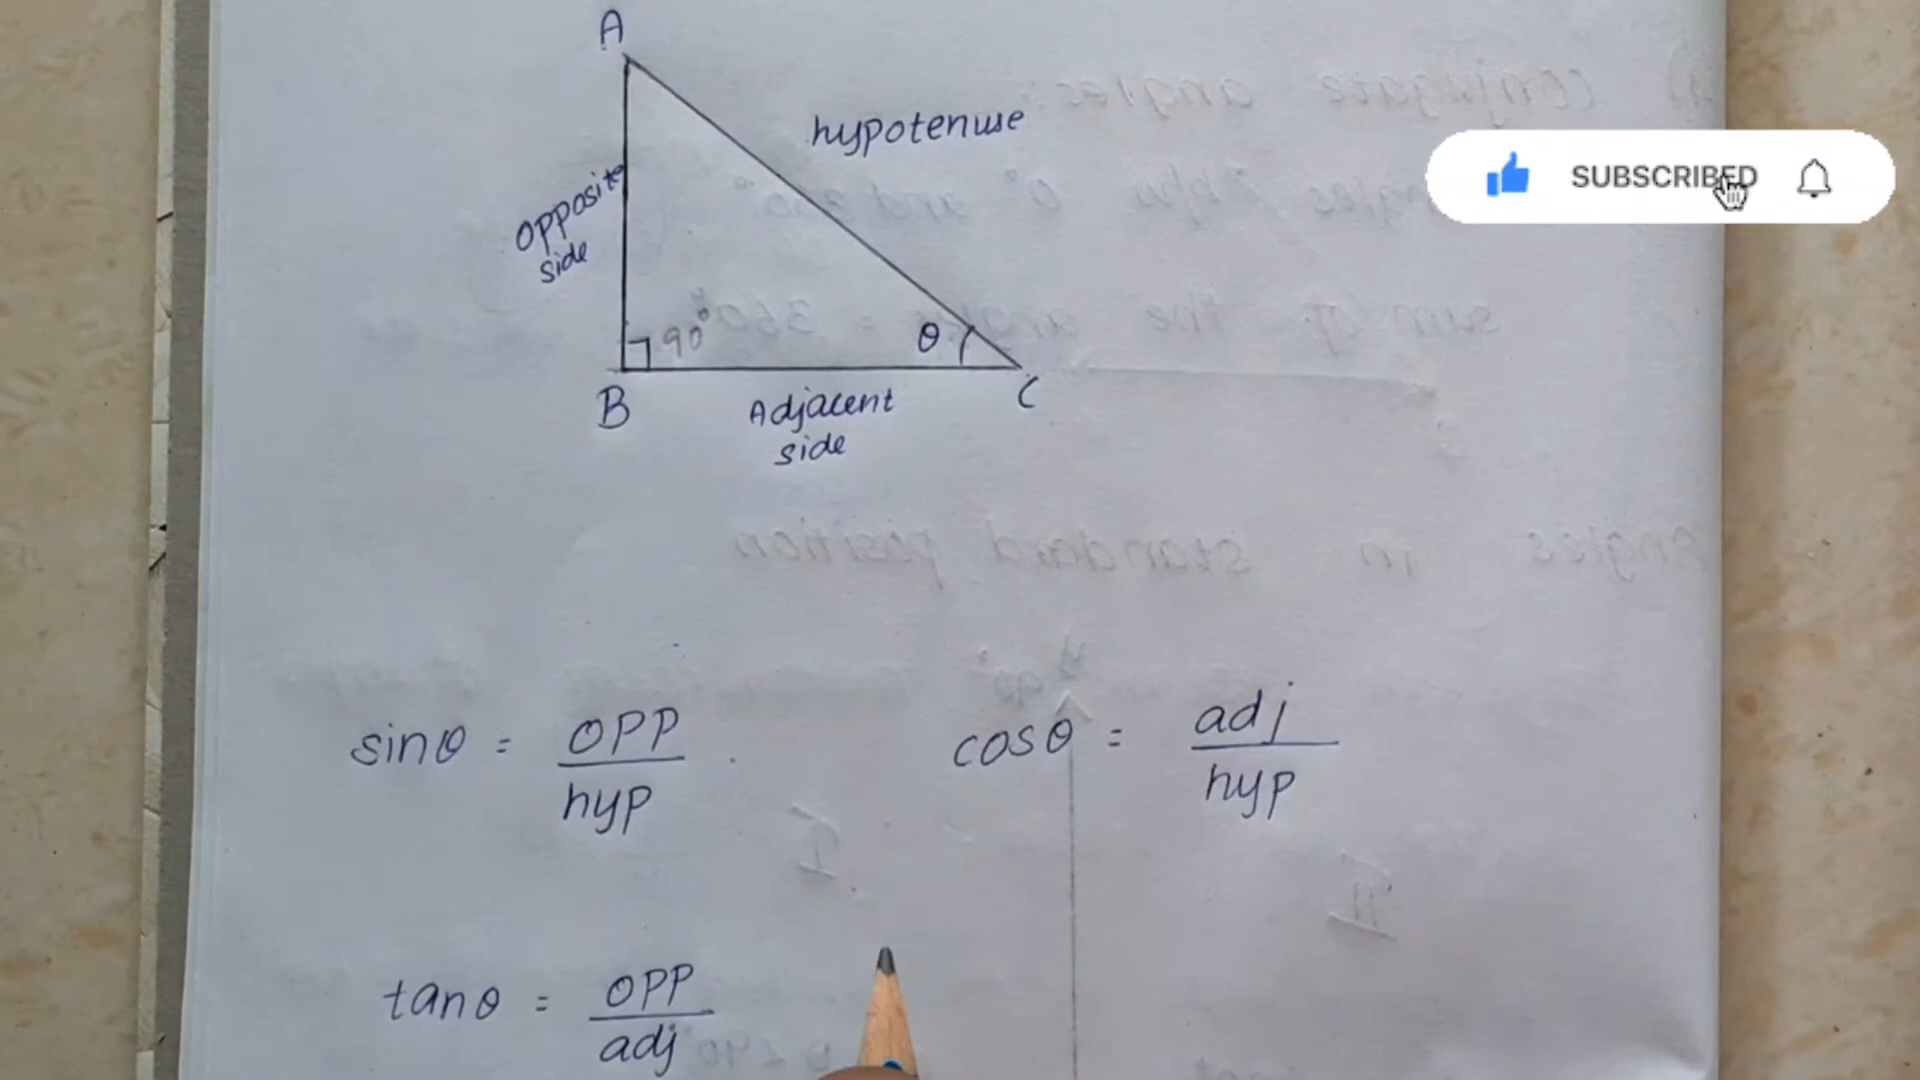 A
hypotenuse
SUBSCRIBED
Opposite
side
90°
θ
B
C
Adjacent
side
sinθ = opp/hyp
cosθ = adj/hyp
tanθ = opp/adj